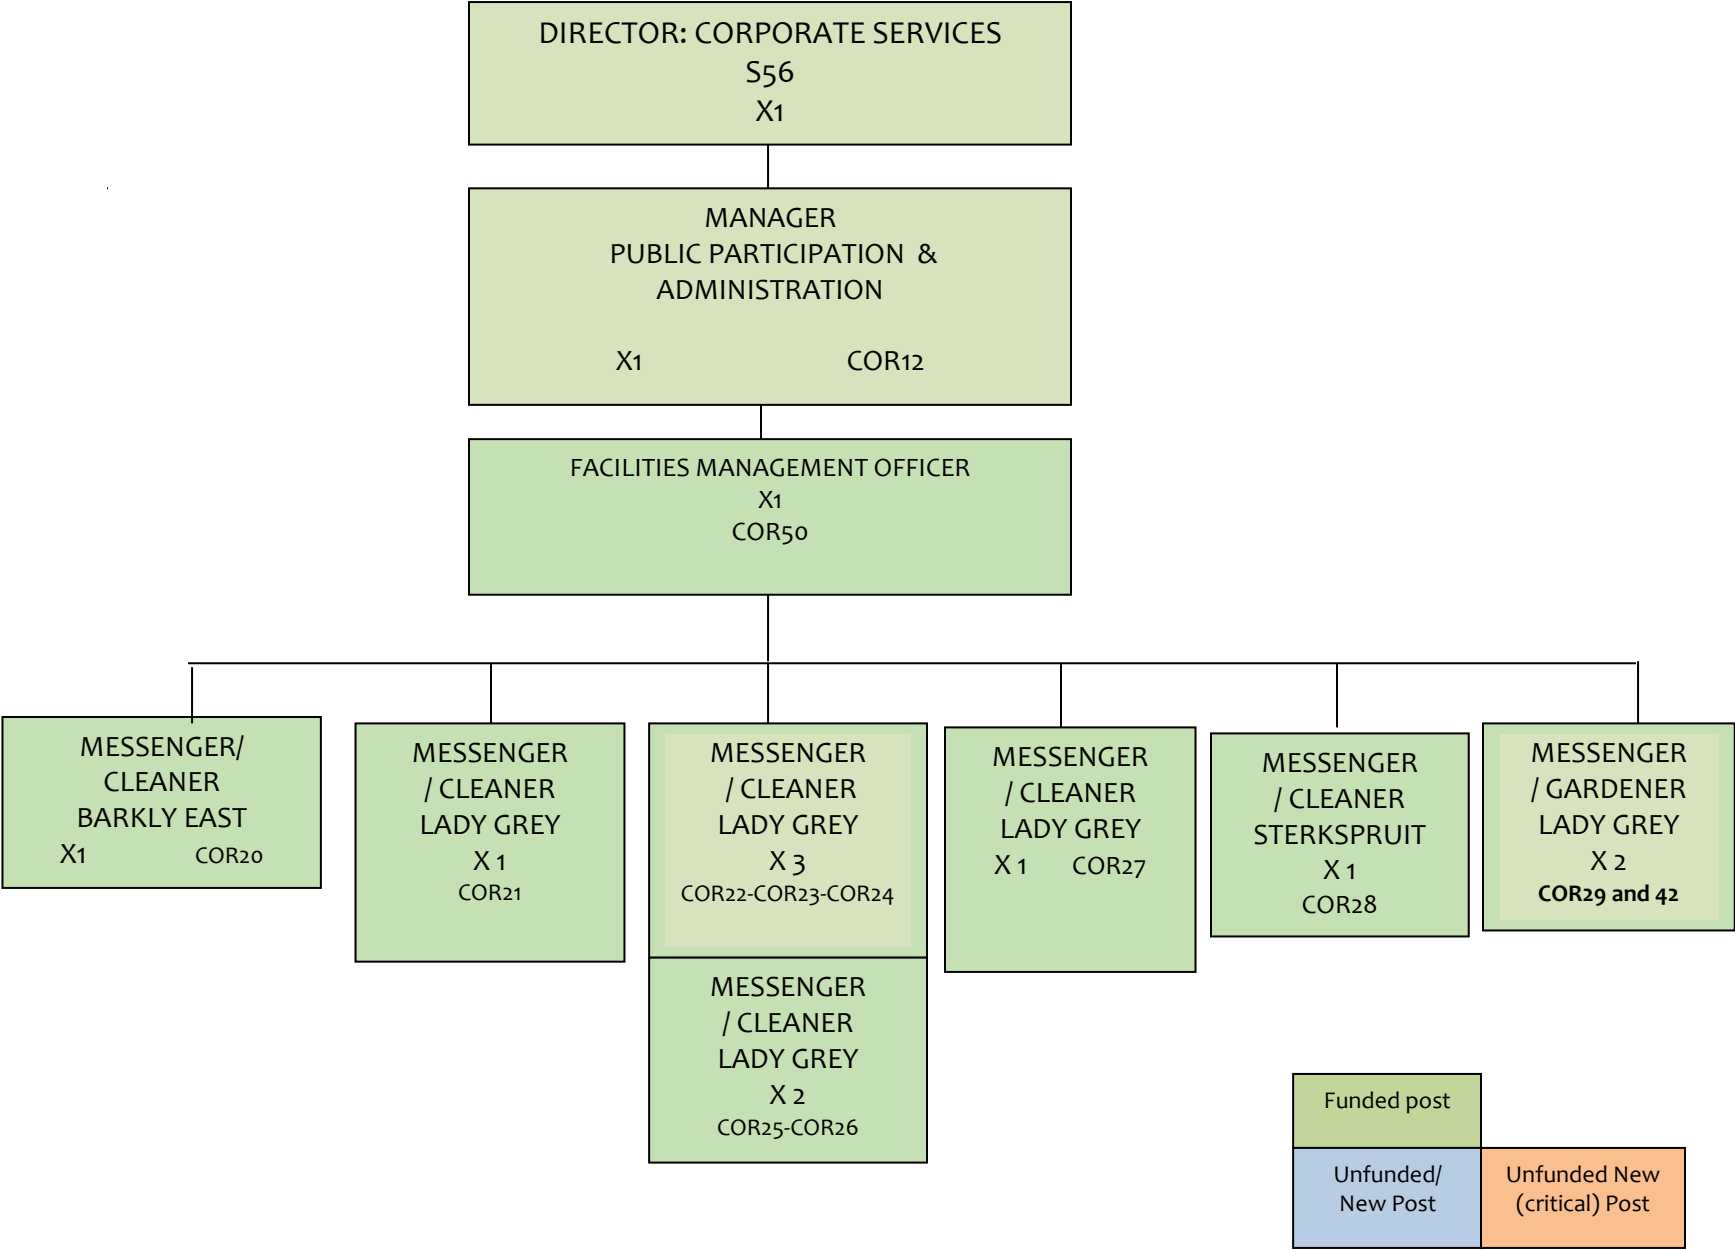 DIRECTOR: CORPORATE SERVICES
S56
X1
MANAGER
PUBLIC PARTICIPATION &
ADMINISTRATION
X1 COR12
FACILITIES MANAGEMENT OFFICER
X1
COR50
MESSENGER/
CLEANER
BARKLY EAST
X1 COR20
MESSENGER
/ CLEANER
LADY GREY
X 1
COR21
MESSENGER
/ CLEANER
LADY GREY
X 3
COR22-COR23-COR24
MESSENGER
/ CLEANER
LADY GREY
X 2
COR25-COR26
MESSENGER
/ CLEANER
LADY GREY
X 1 COR27
MESSENGER
/ CLEANER
STERKSPRUIT
X 1
COR28
MESSENGER
/ GARDENER
LADY GREY
X 2
COR29 and 42
Funded post
Unfunded/
New Post
Unfunded New
(critical) Post